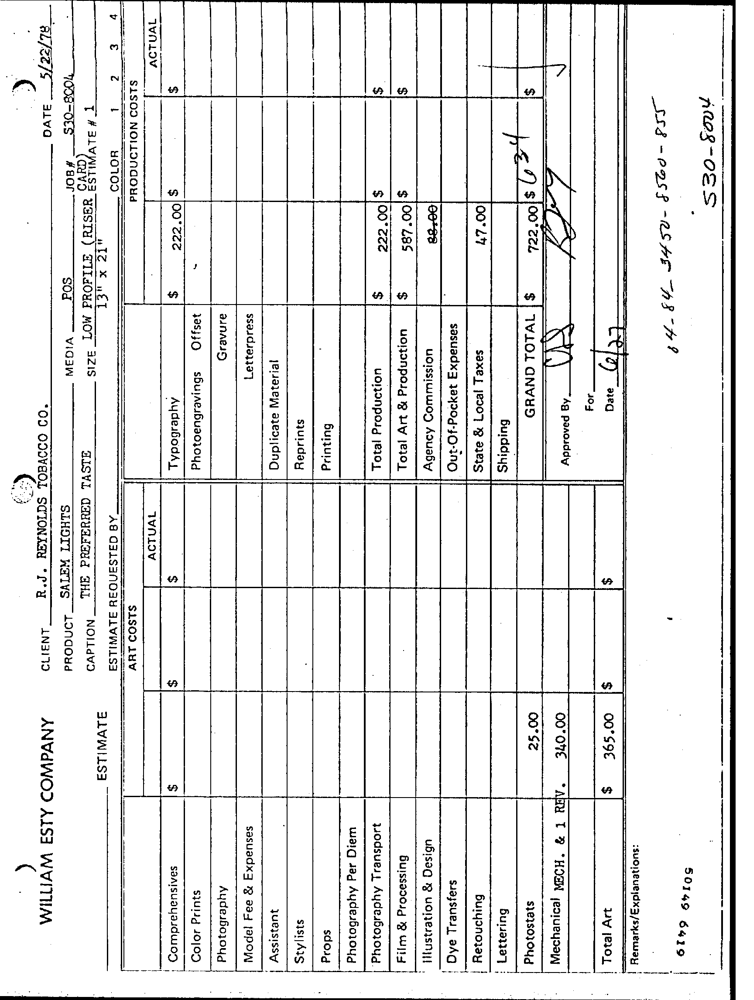 WILLIAM ESTY COMPANY
ESTIMATE
CLIENT R.J. REYNOLDS TOBACCO CO. DATE 5/22/78
PRODUCT SALEM LIGHTS MEDIA POS JOB# S30-8004
CAPTION THE PREFERRED TASTE SIZE LOW PROFILE (RISER CARD) ESTIMATE # 1
13" x 21"
ESTIMATE REQUESTED BY COLOR 1 2 3 4
ART COSTS PRODUCTION COSTS
ACTUAL ACTUAL
Comprehensives $ $ $ Typography $ 222.00 $ $
Color Prints Photoengravings Offset
Photography Gravure
Model Fee & Expenses Letterpress
Assistant Duplicate Material
Stylists Reprints
Props Printing
Photography Per Diem
Photography Transport Total Production $ 222.00 $ $
Film & Processing Total Art & Production $ 587.00 $ $
Illustration & Design Agency Commission 88.00
Dye Transfers Out-Of-Pocket Expenses
Retouching State & Local Taxes 47.00
Lettering Shipping
Photostats 25.00 GRAND TOTAL $ 722.00 $ 634 $
Mechanical MECH. & 1 REV. 340.00 Approved By
For
Total Art $ 365.00 $ $ Date 6/27
Remarks/Explanations:
04-84-3450-8560-855
S30-8004
50149 6419